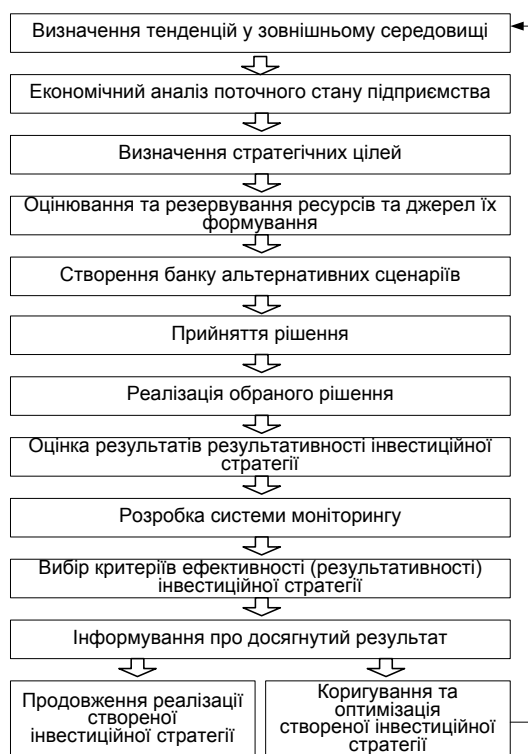 Визначення тенденцій у зовнішньому середовищі
Економічний аналіз поточного стану підприємства
Визначення стратегічних цілей
Оцінювання та резервування ресурсів та джерел їх
формування
Створення банку альтернативних сценаріїв
Прийняття рішення
Реалізація обраного рішення
Оцінка результатів результативності інвестиційної
стратегії
Розробка системи моніторингу
Вибір критеріїв ефективності (результативності)
інвестиційної стратегії
Інформування про досягнутий результат
Продовження реалізації
створеної
інвестиційної стратегії
Коригування та
оптимізація
створеної інвестиційної
стратегії